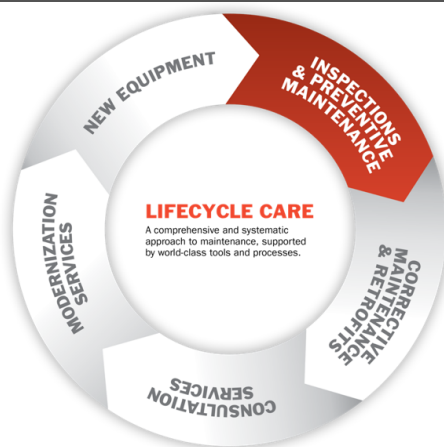 NEW EQUIPMENT
INSPECTIONS
& PREVENTIVE
MAINTENANCE
CORRECTIVE
MAINTENANCE
& RETROFITS
CONSULTATION
SERVICES
MODERNIZATION
SERVICES
LIFECYCLE CARE
A comprehensive and systematic
approach to maintenance, supported
by world-class tools and processes.